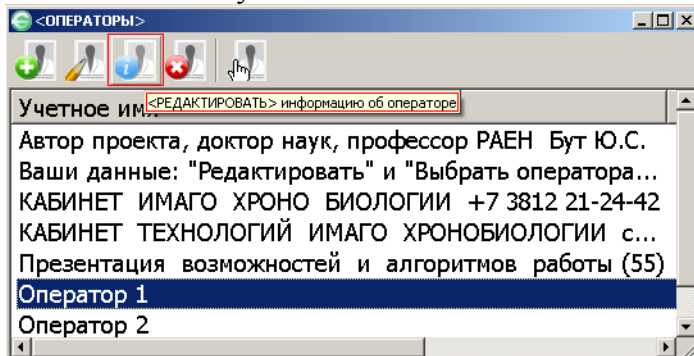 <ОПЕРАТОРЫ>
<РЕДАКТИРОВАТЬ> информацию об операторе
Учетное имя
Автор проекта, доктор наук, профессор РАЕН Бут Ю.С.
Ваши данные: "Редактировать" и "Выбрать оператора...
КАБИНЕТ ИМАГО ХРОНО БИОЛОГИИ +7 3812 21-24-42
КАБИНЕТ ТЕХНОЛОГИЙ ИМАГО ХРОНОБИОЛОГИИ с...
Презентация возможностей и алгоритмов работы (55)
Оператор 1
Оператор 2